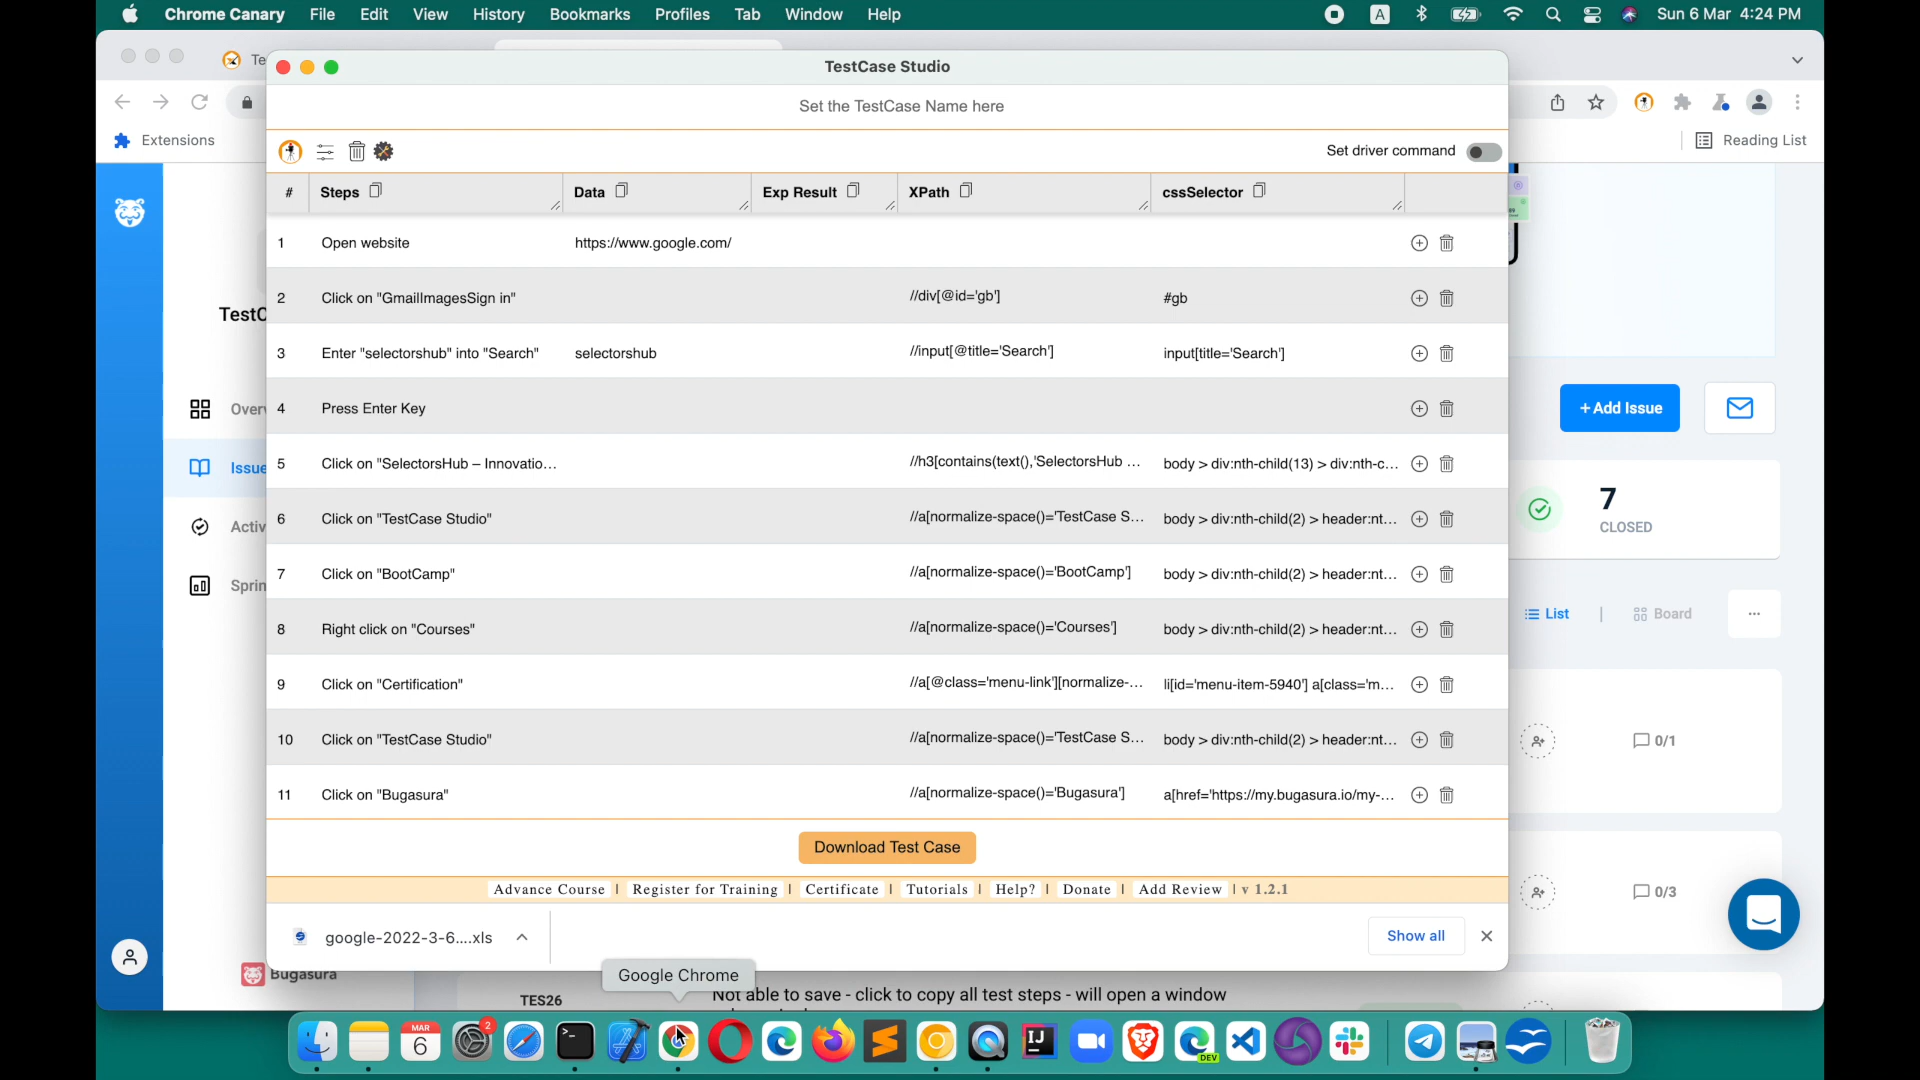 Chrome Canary File Edit View History Bookmarks Profiles Tab Window Help A Sun 6 Mar 4:24 PM
Te
TestCase Studio
Set the TestCase Name here
Extensions
Reading List
Set driver command
# Steps Data Exp Result XPath cssSelector
1 Open website https://www.google.com/
2 Click on "GmailImagesSign in" //div[@id='gb'] #gb
TestC
3 Enter "selectorshub" into "Search" selectorshub //input[@title='Search'] input[title='Search']
Over
4 Press Enter Key
+ Add Issue
Issue
5 Click on "SelectorsHub – Innovatio... //h3[contains(text(),'SelectorsHub ... body > div:nth-child(13) > div:nth-c...
7
CLOSED
Activ
6 Click on "TestCase Studio" //a[normalize-space()='TestCase S... body > div:nth-child(2) > header:nt...
Sprin
7 Click on "BootCamp" //a[normalize-space()='BootCamp'] body > div:nth-child(2) > header:nt...
List | Board ...
8 Right click on "Courses" //a[normalize-space()='Courses'] body > div:nth-child(2) > header:nt...
9 Click on "Certification" //a[@class='menu-link'][normalize-... li[id='menu-item-5940'] a[class='m...
10 Click on "TestCase Studio" //a[normalize-space()='TestCase S... body > div:nth-child(2) > header:nt...
0/1
11 Click on "Bugasura" //a[normalize-space()='Bugasura'] a[href='https://my.bugasura.io/my-...
Download Test Case
Advance Course | Register for Training | Certificate | Tutorials | Help? | Donate | Add Review | v 1.2.1
0/3
google-2022-3-6....xls
Show all
Bugasura
Google Chrome
TES26
Not able to save - click to copy all test steps - will open a window
MAR
6
2
IJ
DEV